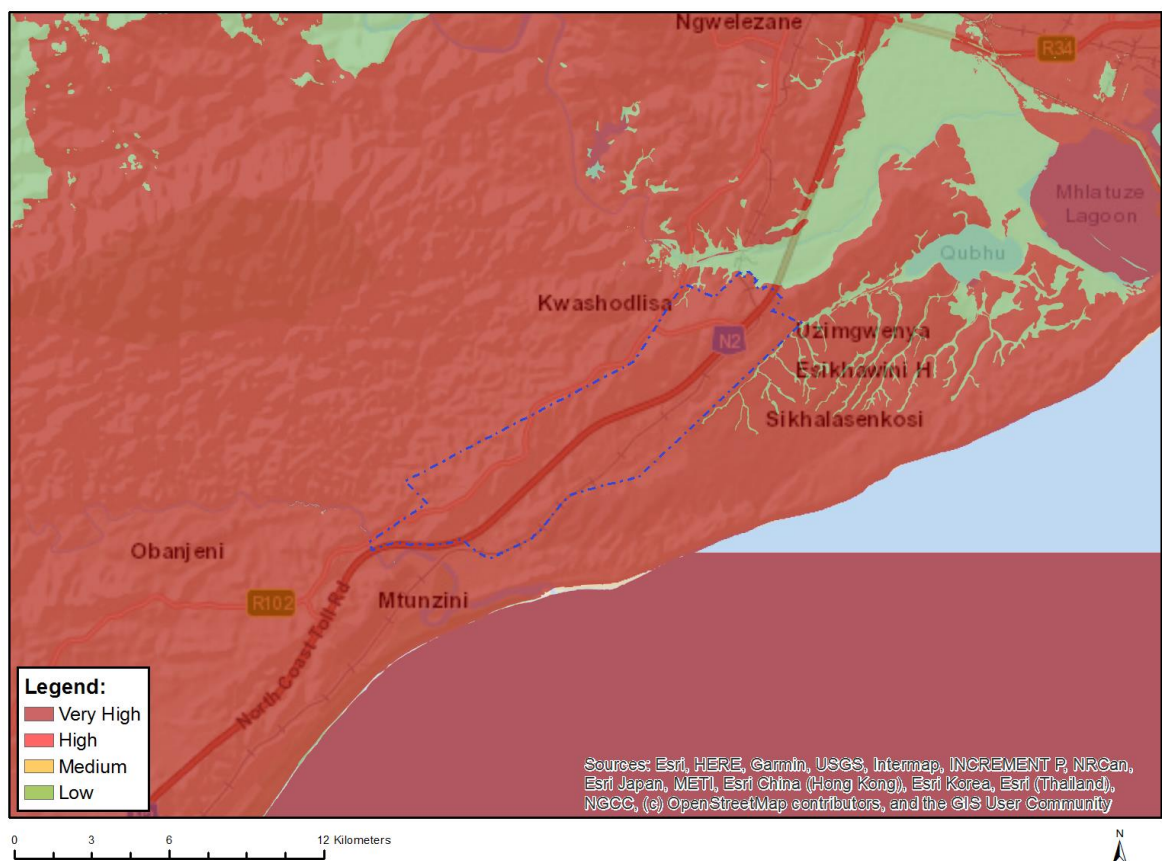 Ngwelezane
R34
Mhlatuze
Lagoon
Qubhu
Kwashodlisa
N2
Uzimgwenya
Esikhawini H
Sikhalasenkosi
Obanjeni
R102
Mtunzini
North Coast Toll Rd
Legend:
Very High
High
Medium
Low
Sources: Esri, HERE, Garmin, USGS, Intermap, INCREMENT P, NRCan,
Esri Japan, METI, Esri China (Hong Kong), Esri Korea, Esri (Thailand),
NGCC, (c) OpenStreetMap contributors, and the GIS User Community
0 3 6 12 Kilometers
N